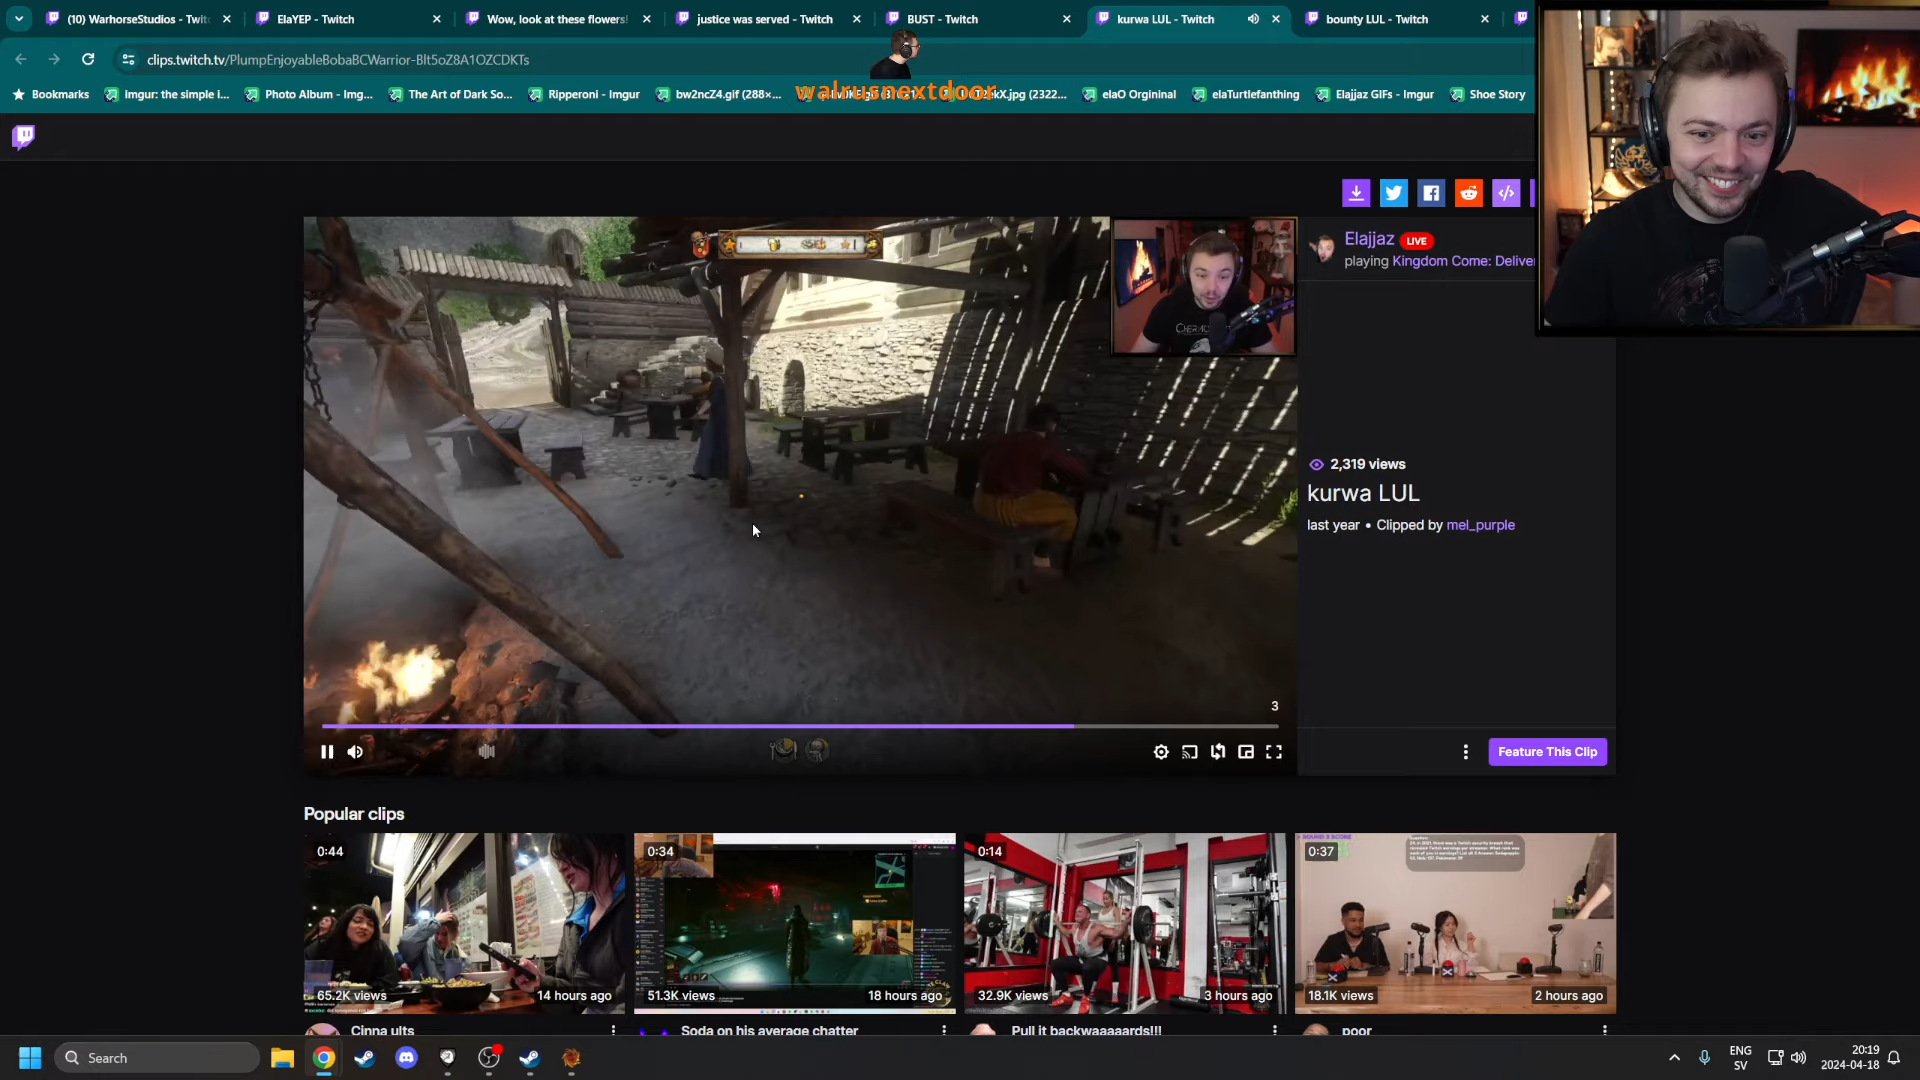 (10) WarhorseStudios - Twit
ElaYEP - Twitch
Wow, look at these flowers!
justice was served - Twitch
BUST - Twitch
kurwa LUL - Twitch
bounty LUL - Twitch
clips.twitch.tv/PlumpEnjoyableBobaBCWarrior-Blt5oZ8A1OZCDKTs
walrusnextdoor
Bookmarks
imgur: the simple i...
Photo Album - Img...
The Art of Dark So...
Ripperoni - Imgur
bw2ncZ4.gif (288×...
elaO Orgininal
elaTurtlefanthing
Elajjaz GIFs - Imgur
Shoe Story
Elajjaz LIVE
playing Kingdom Come: Deliver
2,319 views
kurwa LUL
last year • Clipped by mel_purple
3
Feature This Clip
Popular clips
0:44
65.2K views
14 hours ago
0:34
51.3K views
18 hours ago
0:14
32.9K views
3 hours ago
0:37
18.1K views
2 hours ago
Cinna ults
Soda on his average chatter
Pull it backwaaaaards!!!
poor
Search
ENG
SV
20:19
2024-04-18